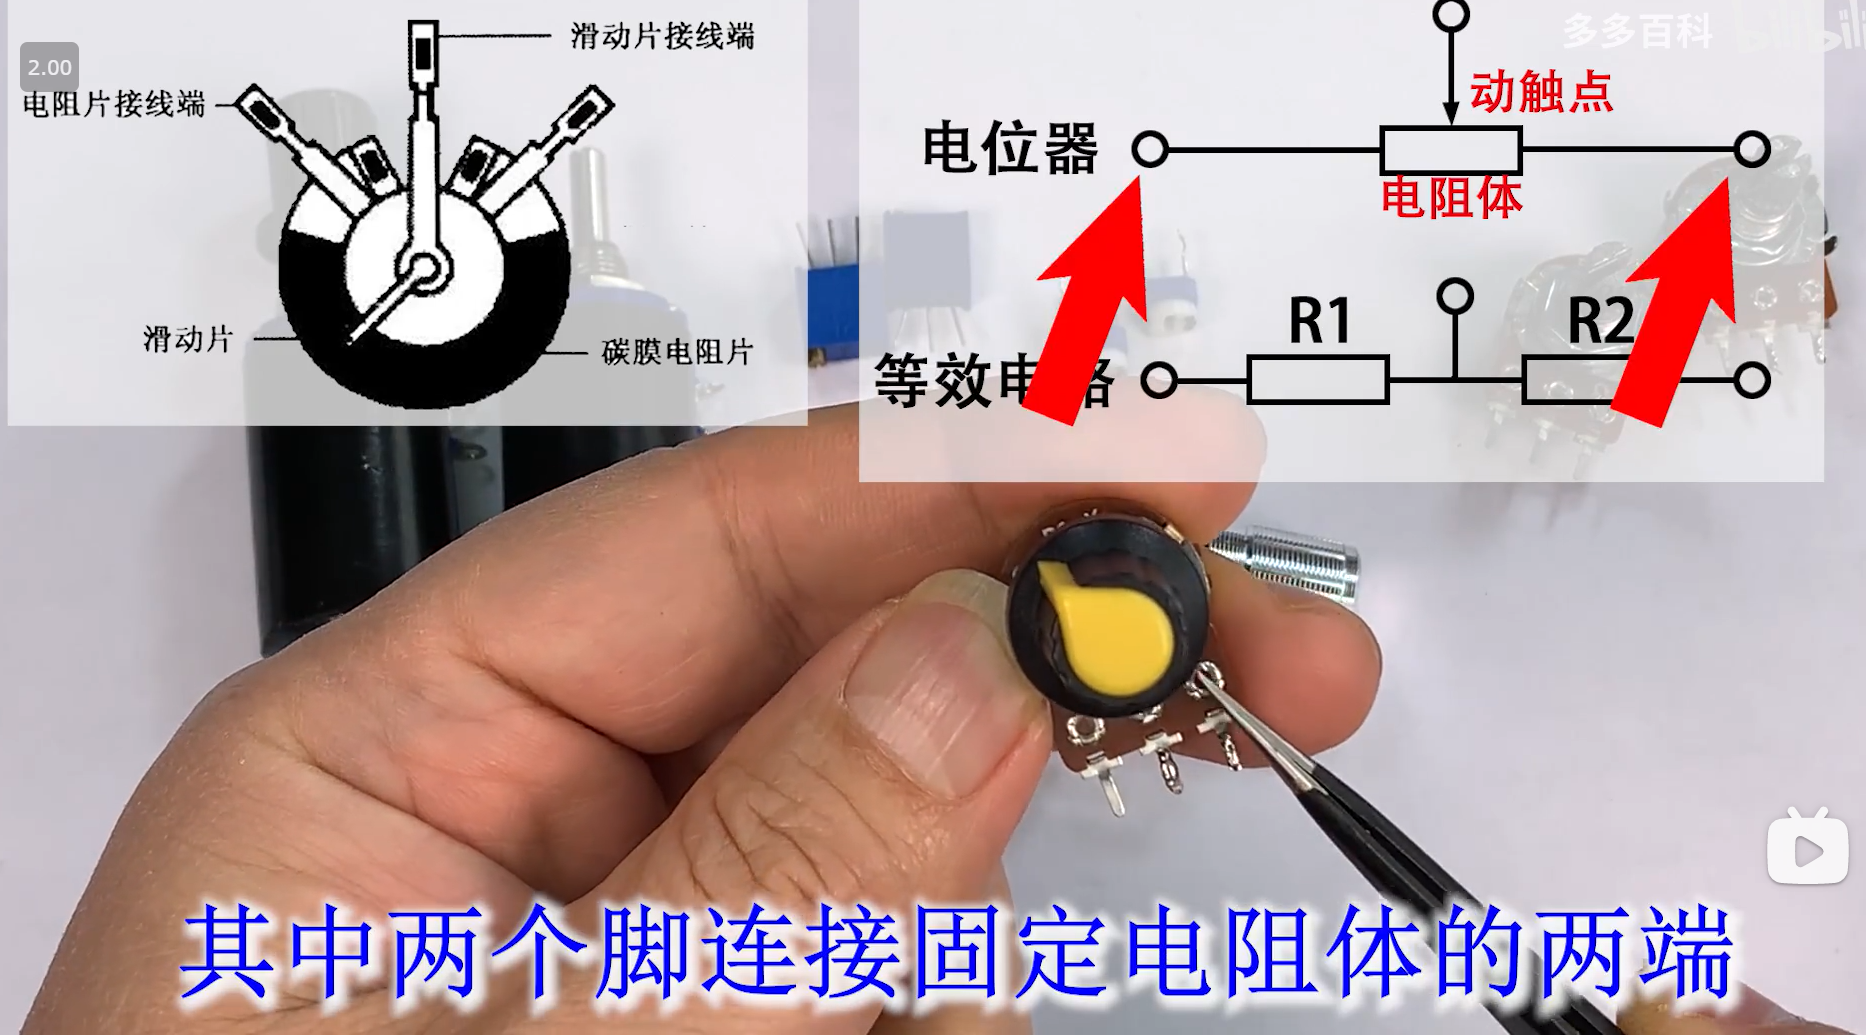 2.00
滑动片接线端
电阻片接线端
滑动片
碳膜电阻片
多多百科 bilibili
动触点
电位器
电阻体
R1
R2
等效电路
其中两个脚连接固定电阻体的两端